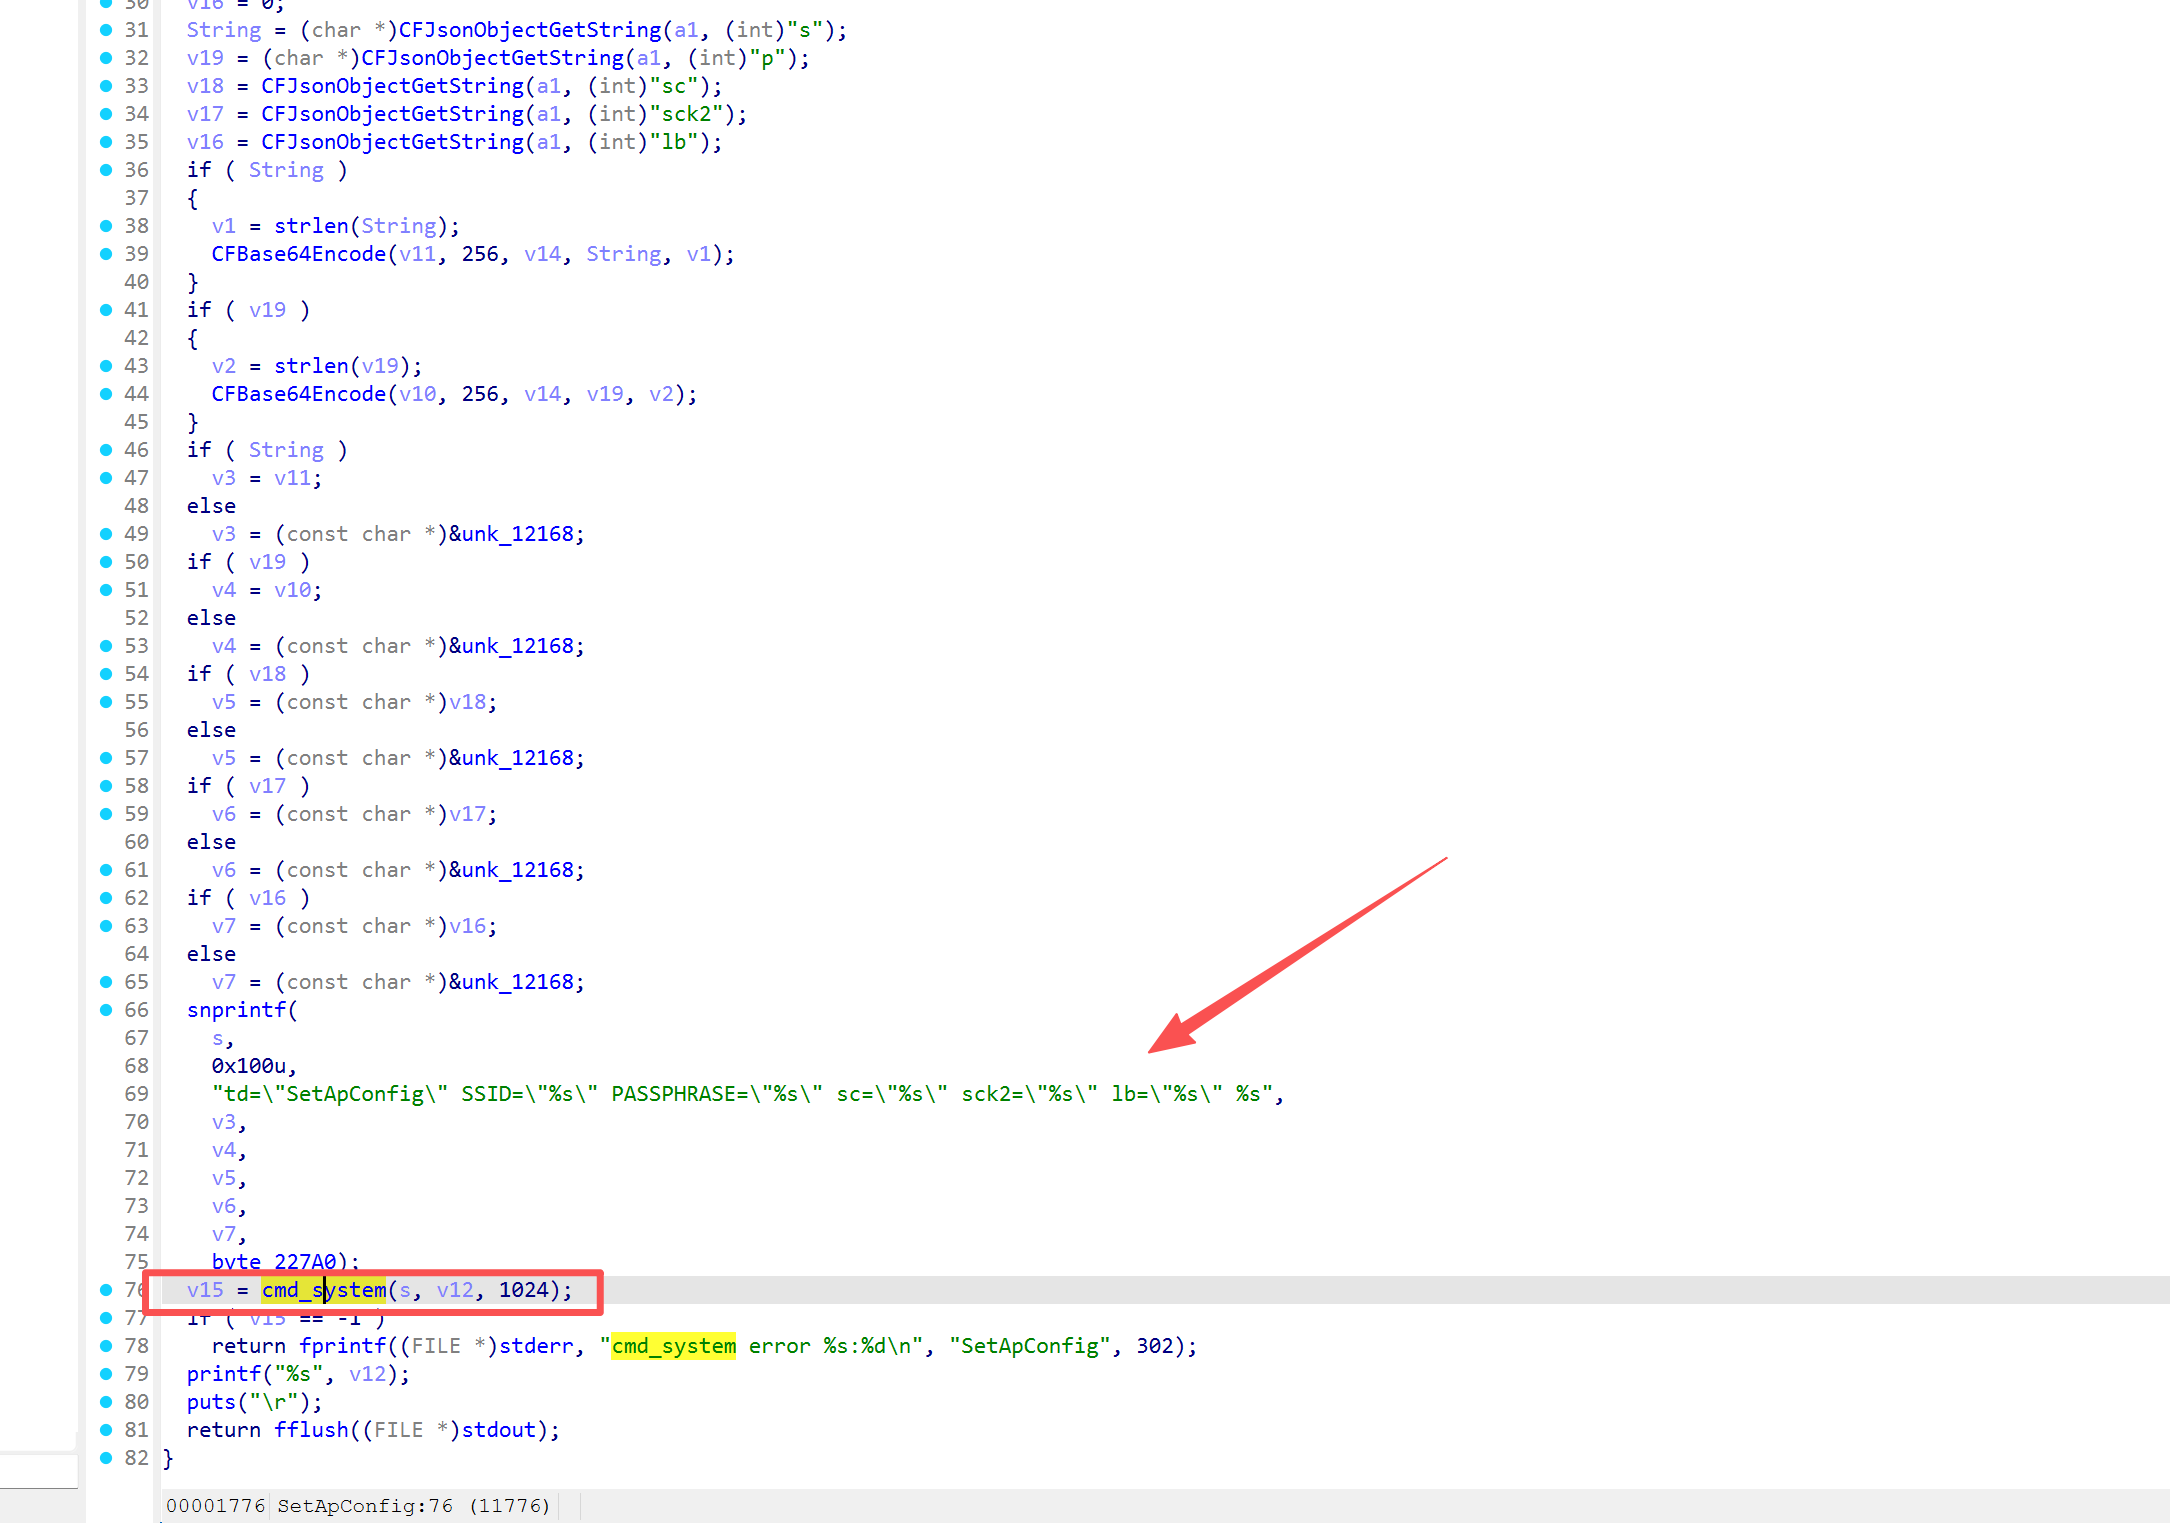 30 v16 = 0;
31 String = (char *)CFJsonObjectGetString(a1, (int)"s");
32 v19 = (char *)CFJsonObjectGetString(a1, (int)"p");
33 v18 = CFJsonObjectGetString(a1, (int)"sc");
34 v17 = CFJsonObjectGetString(a1, (int)"sck2");
35 v16 = CFJsonObjectGetString(a1, (int)"lb");
36 if ( String )
37 {
38 v1 = strlen(String);
39 CFBase64Encode(v11, 256, v14, String, v1);
40 }
41 if ( v19 )
42 {
43 v2 = strlen(v19);
44 CFBase64Encode(v10, 256, v14, v19, v2);
45 }
46 if ( String )
47 v3 = v11;
48 else
49 v3 = (const char *)&unk_12168;
50 if ( v19 )
51 v4 = v10;
52 else
53 v4 = (const char *)&unk_12168;
54 if ( v18 )
55 v5 = (const char *)v18;
56 else
57 v5 = (const char *)&unk_12168;
58 if ( v17 )
59 v6 = (const char *)v17;
60 else
61 v6 = (const char *)&unk_12168;
62 if ( v16 )
63 v7 = (const char *)v16;
64 else
65 v7 = (const char *)&unk_12168;
66 snprintf(
67 s,
68 0x100u,
69 "td=\"SetApConfig\" SSID=\"%s\" PASSPHRASE=\"%s\" sc=\"%s\" sck2=\"%s\" lb=\"%s\" %s",
70 v3,
71 v4,
72 v5,
73 v6,
74 v7,
75 byte_227A0);
76 v15 = cmd_system(s, v12, 1024);
77 if ( v15 == -1 )
78 return fprintf((FILE *)stderr, "cmd_system error %s:%d\n", "SetApConfig", 302);
79 printf("%s", v12);
80 puts("\r");
81 return fflush((FILE *)stdout);
82 }
00001776 SetApConfig:76 (11776)